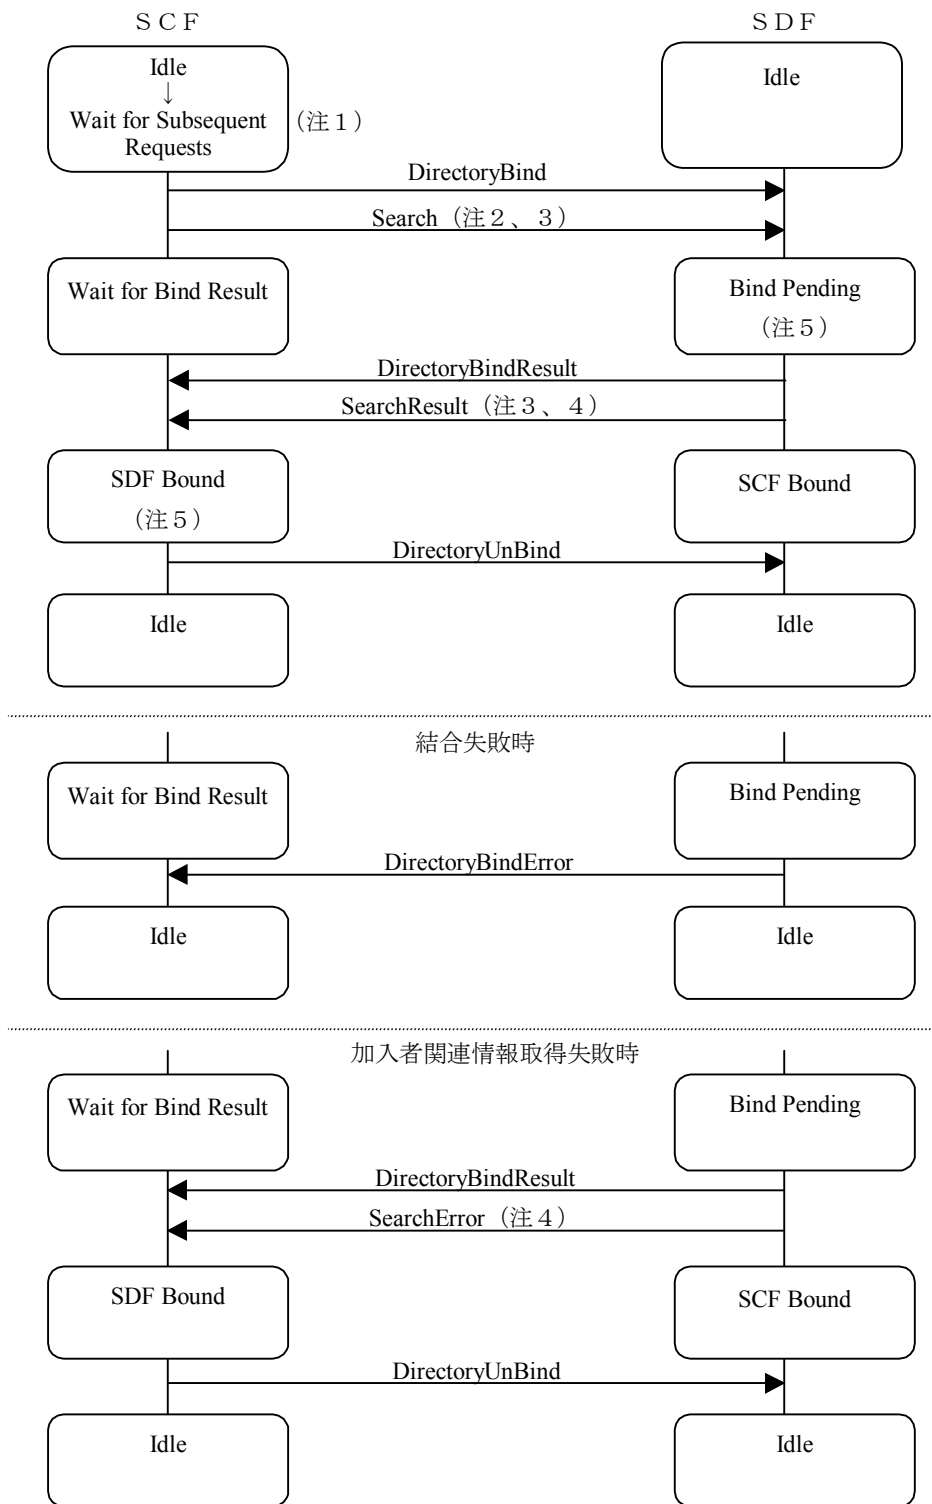 ＳＣＦ
ＳＤＦ
Idle
↓
Wait for Subsequent
Requests
（注１）
Idle
DirectoryBind
Search（注２、３）
Wait for Bind Result
Bind Pending
（注５）
DirectoryBindResult
SearchResult（注３、４）
SDF Bound
（注５）
SCF Bound
DirectoryUnBind
Idle
Idle
結合失敗時
Wait for Bind Result
Bind Pending
DirectoryBindError
Idle
Idle
加入者関連情報取得失敗時
Wait for Bind Result
Bind Pending
DirectoryBindResult
SearchError（注４）
SDF Bound
SCF Bound
DirectoryUnBind
Idle
Idle